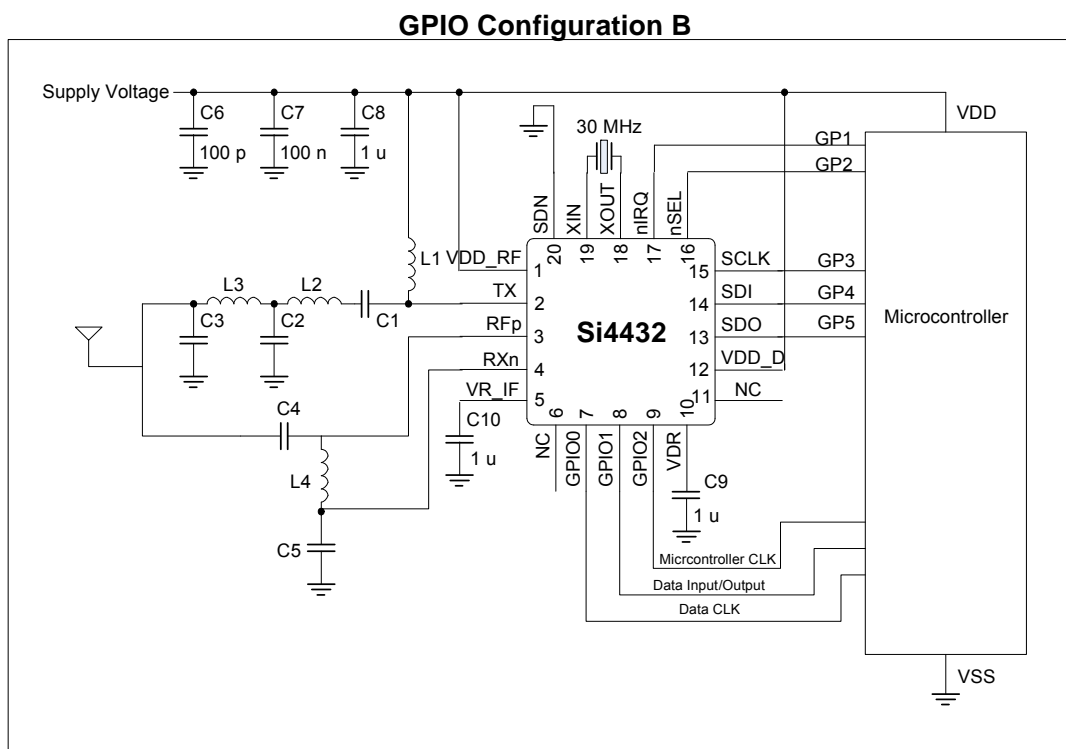 GPIO Configuration B
Supply Voltage
C6
100 p
C7
100 n
C8
1 u
30 MHz
VDD
GP1
GP2
SDN
XIN
XOUT
nIRQ
nSEL
20
19
18
17
16
L1
VDD_RF
1
15
SCLK
GP3
L3
L2
C1
TX
2
14
SDI
GP4
C3
C2
RFp
3
Si4432
13
SDO
GP5
Microcontroller
RXn
4
12
VDD_D
VR_IF
5
11
NC
C4
C10
1 u
6
7
8
9
10
NC
GPIO0
GPIO1
GPIO2
VDR
L4
C9
1 u
C5
Micrcontroller CLK
Data Input/Output
Data CLK
VSS